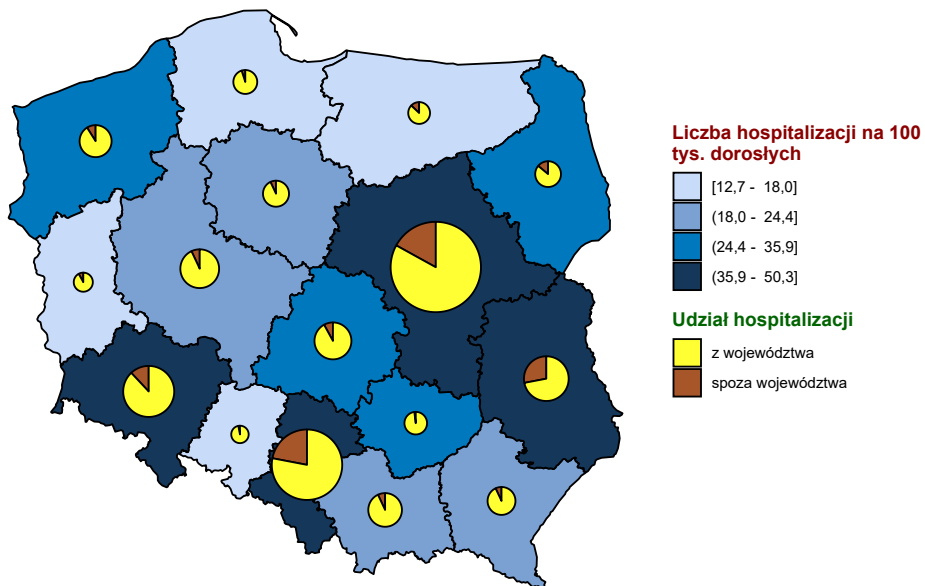 Liczba hospitalizacji na 100
tys. dorosłych
[12,7 - 18,0]
(18,0 - 24,4]
(24,4 - 35,9]
(35,9 - 50,3]
Udział hospitalizacji
z województwa
spoza województwa